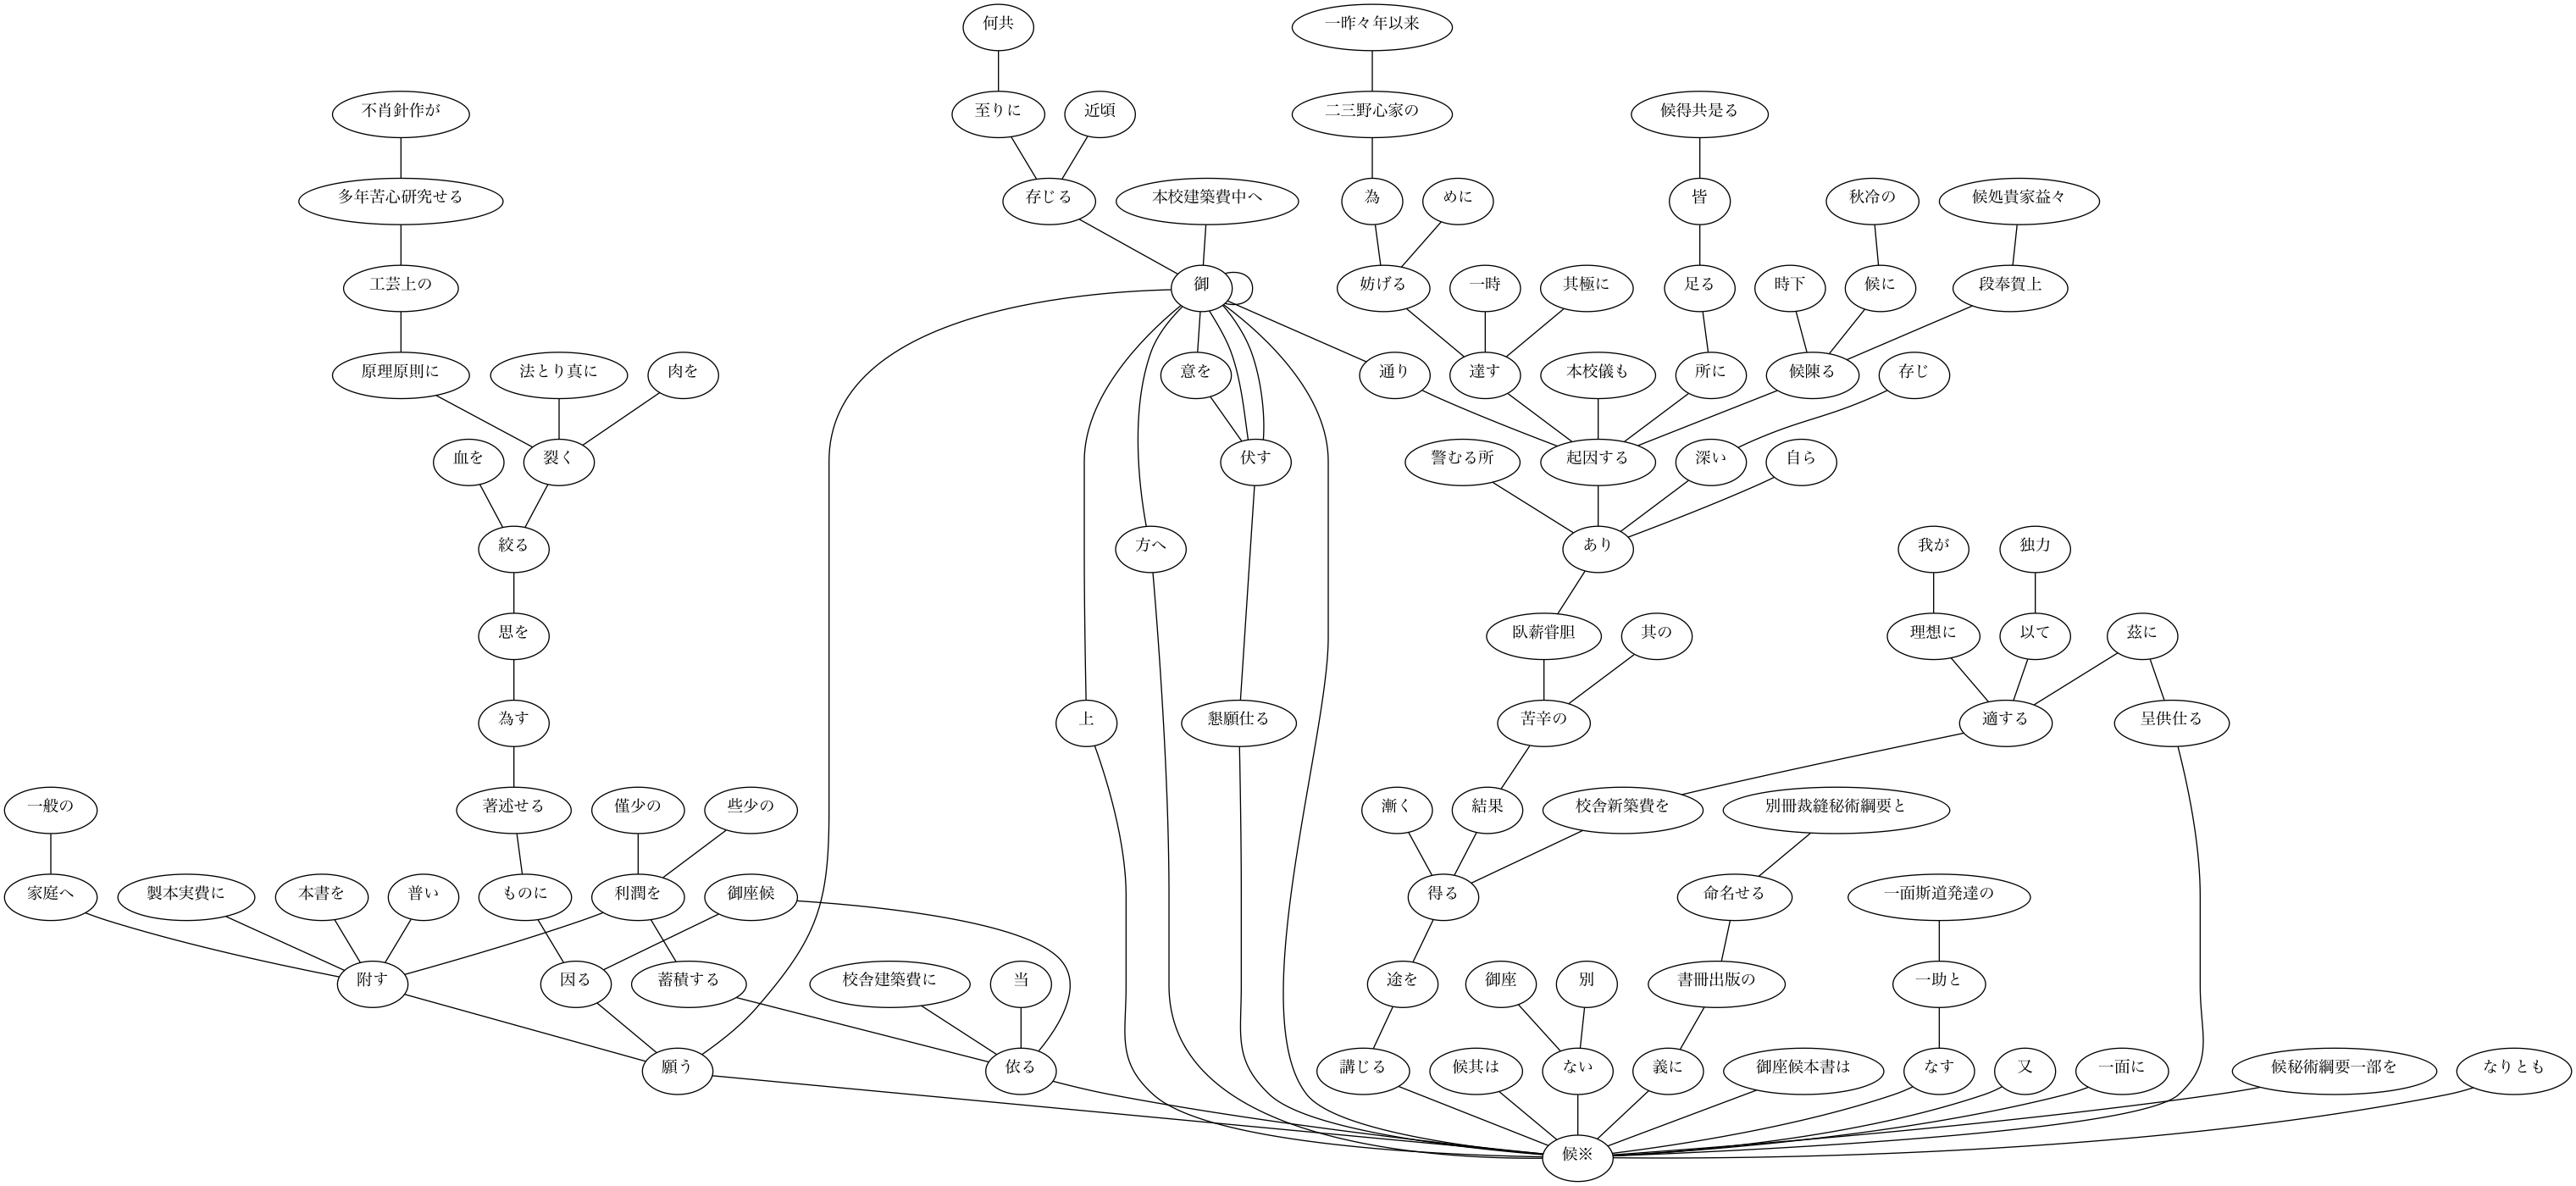 何共
一昨々年以来
不肖針作が
至りに
近頃
二三野心家の
候得共是る
多年苦心研究せる
存じる
本校建築費中へ
為
めに
皆
秋冷の
候処貴家益々
工芸上の
御
妨げる
一時
其極に
足る
時下
候に
段奉賀上
原理原則に
法とり真に
肉を
意を
通り
達す
本校儀も
所に
候陳る
存じ
血を
裂く
伏す
警むる所
起因する
深い
自ら
絞る
方へ
あり
我が
独力
思を
臥薪甞胆
其の
理想に
以て
茲に
為す
上
懇願仕る
苦辛の
適する
呈供仕る
一般の
著述せる
僅少の
些少の
漸く
結果
校舎新築費を
別冊裁縫秘術綱要と
家庭へ
製本実費に
本書を
普い
ものに
利潤を
御座候
得る
命名せる
一面斯道発達の
附す
因る
蓄積する
校舎建築費に
当
途を
御座
別
書冊出版の
一助と
願う
依る
講じる
候其は
ない
義に
御座候本書は
なす
又
一面に
候秘術綱要一部を
なりとも
候※